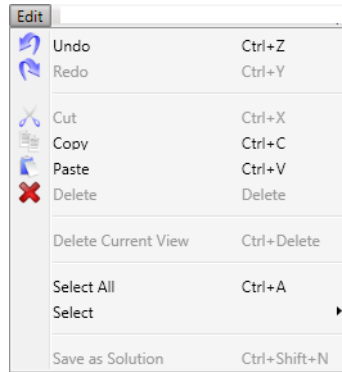 Edit
Undo Ctrl+Z
Redo Ctrl+Y
Cut Ctrl+X
Copy Ctrl+C
Paste Ctrl+V
Delete Delete
Delete Current View Ctrl+Delete
Select All Ctrl+A
Select
Save as Solution Ctrl+Shift+N